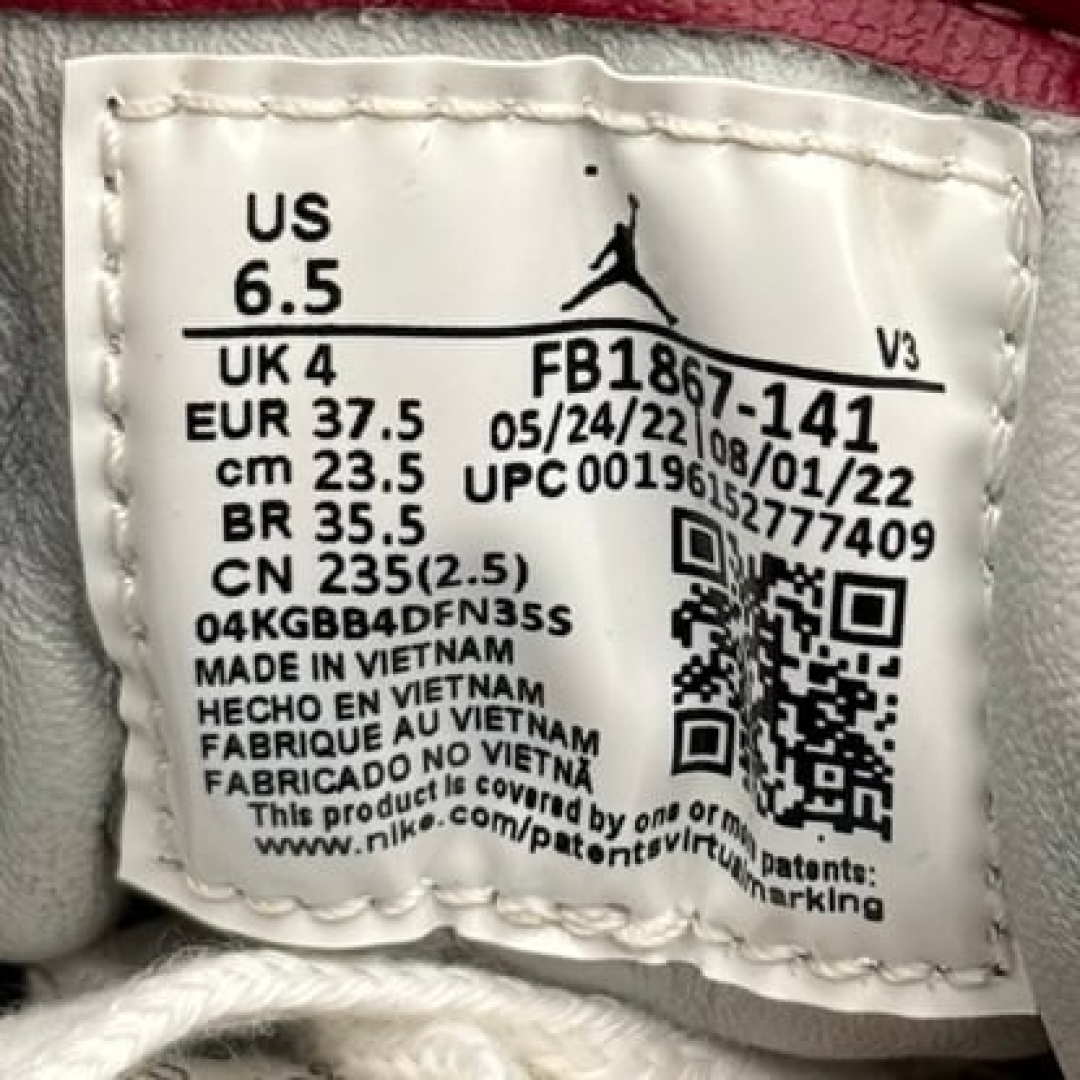 US
6.5
V3
UK 4
EUR 37.5
cm 23.5
BR 35.5
CN 235(2.5)
FB1867-141
05/24/22 | 08/01/22
UPC 00196152777409
04KGBB4DFN35S
MADE IN VIETNAM
HECHO EN VIETNAM
FABRIQUE AU VIETNAM
FABRICADO NO VIETNÃ
This product is covered by one or more patents:
www.nike.com/patentsvirtualmarking